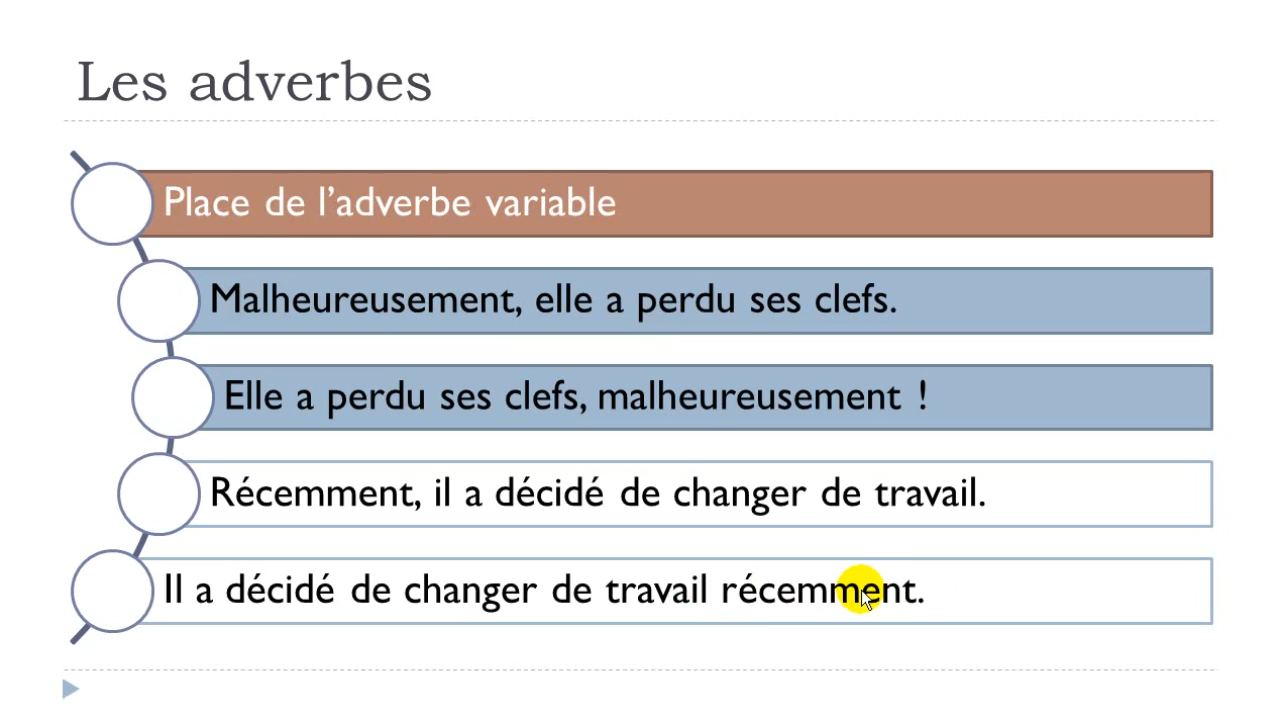 Les adverbes
Place de l’adverbe variable
Malheureusement, elle a perdu ses clefs.
Elle a perdu ses clefs, malheureusement !
Récemment, il a décidé de changer de travail.
Il a décidé de changer de travail récemment.